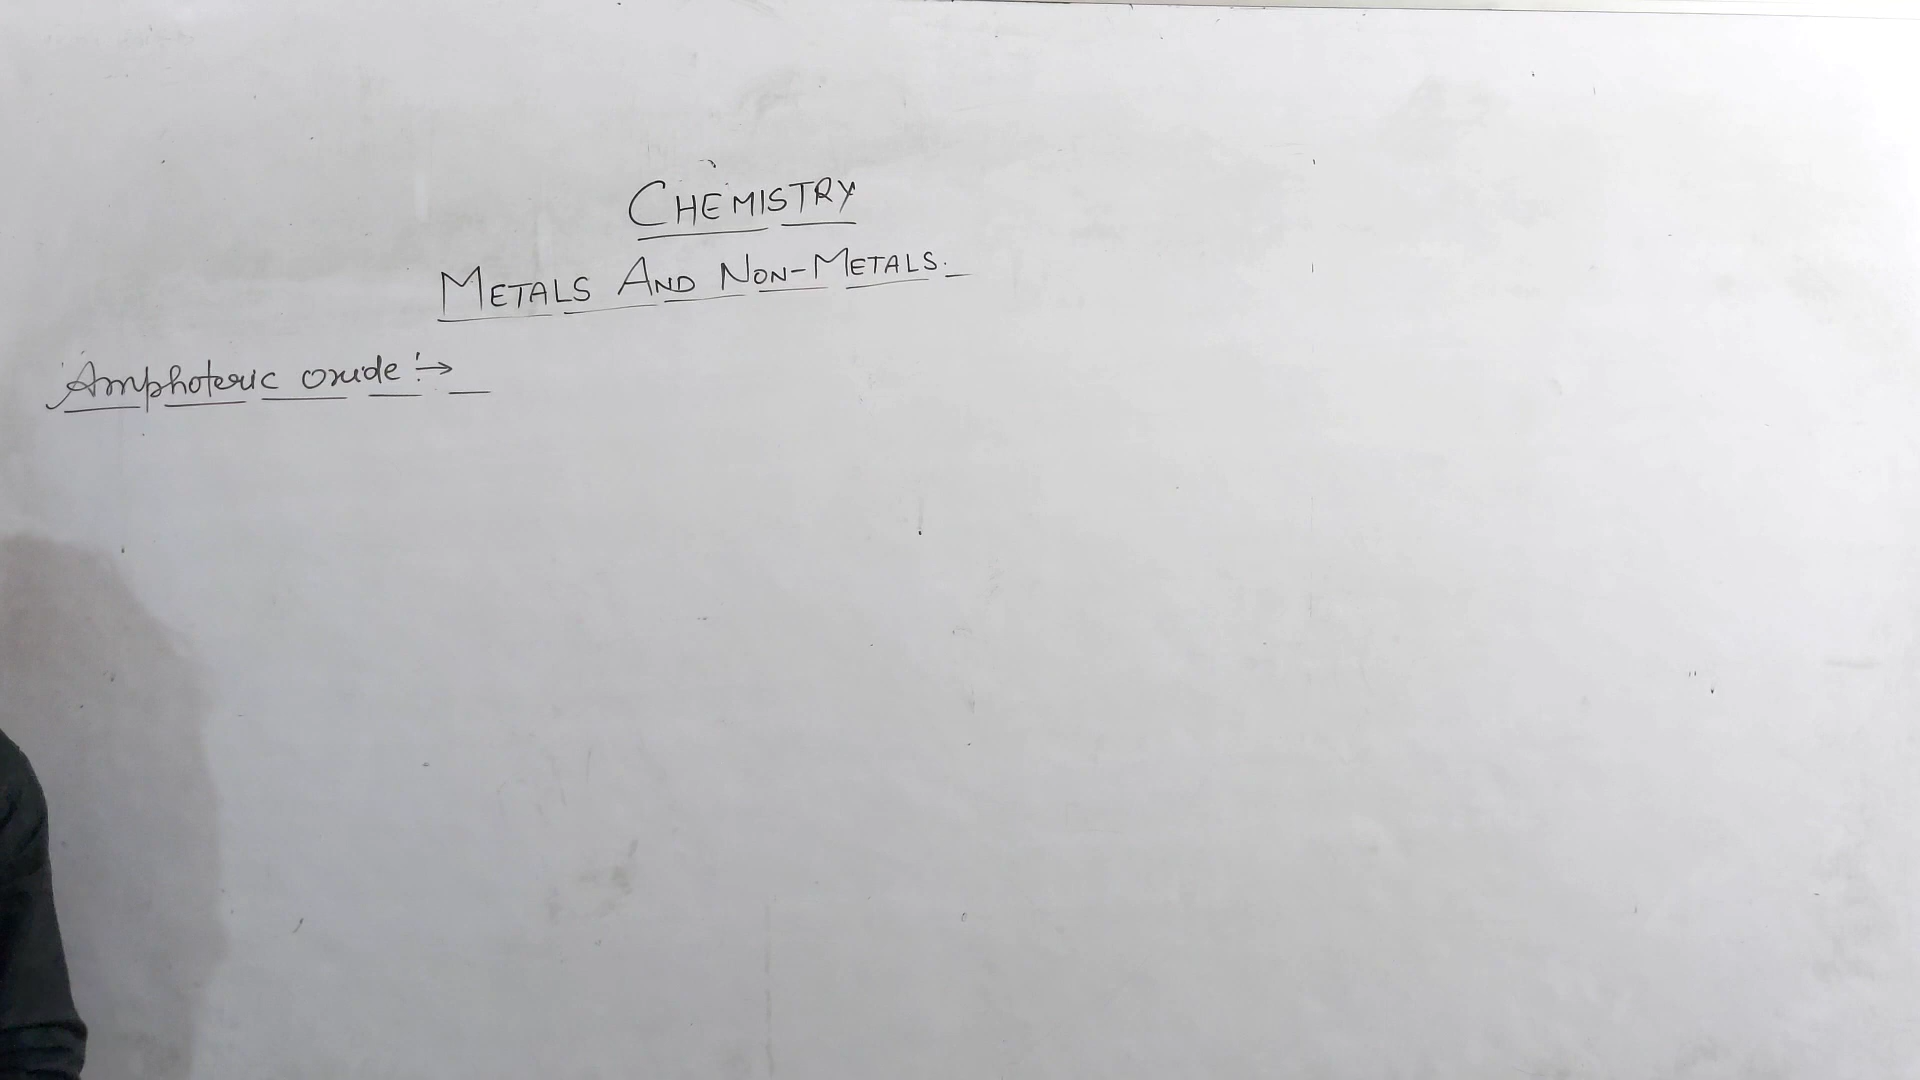 CHEMISTRY
METALS AND NON-METALS.
Amphoteric oxide :→